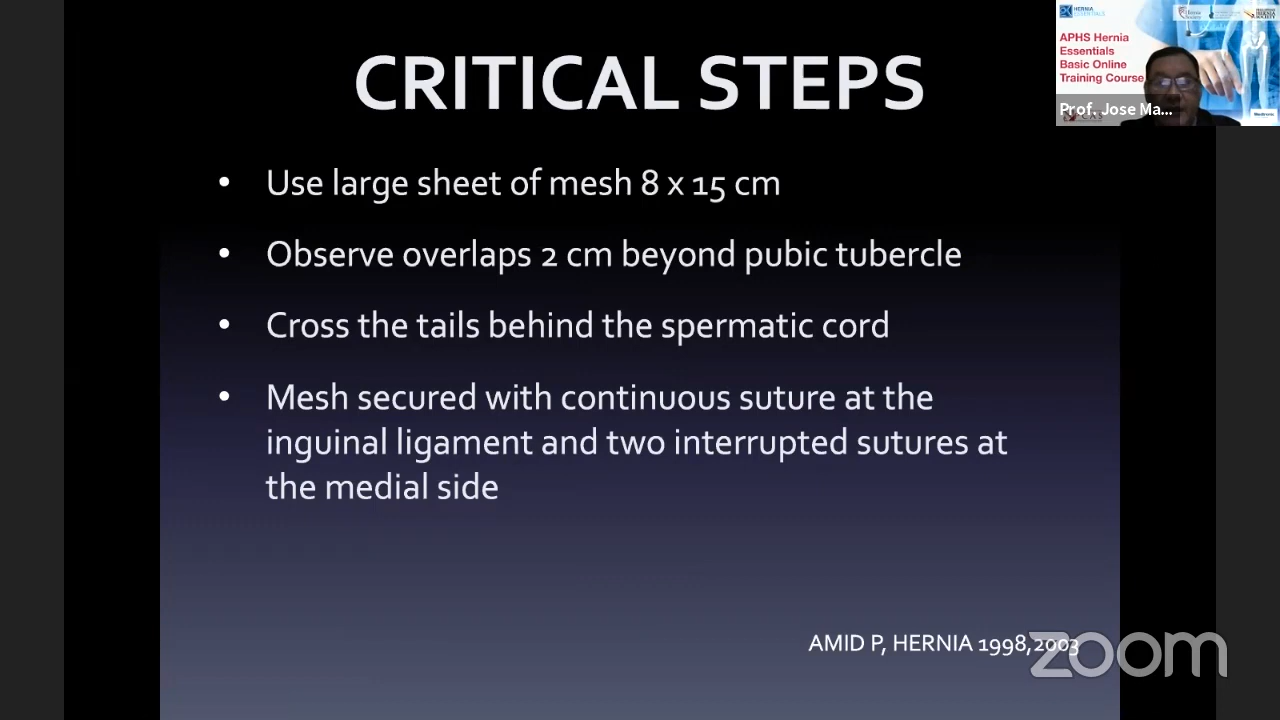 CRITICAL STEPS
• Use large sheet of mesh 8 x 15 cm
• Observe overlaps 2 cm beyond pubic tubercle
• Cross the tails behind the spermatic cord
• Mesh secured with continuous suture at the
inguinal ligament and two interrupted sutures at
the medial side
AMID P, HERNIA 1998,2003
zoom
HERNIA
ESSENTIALS
APHS Hernia
Essentials
Basic Online
Training Course
Prof. Jose Ma...